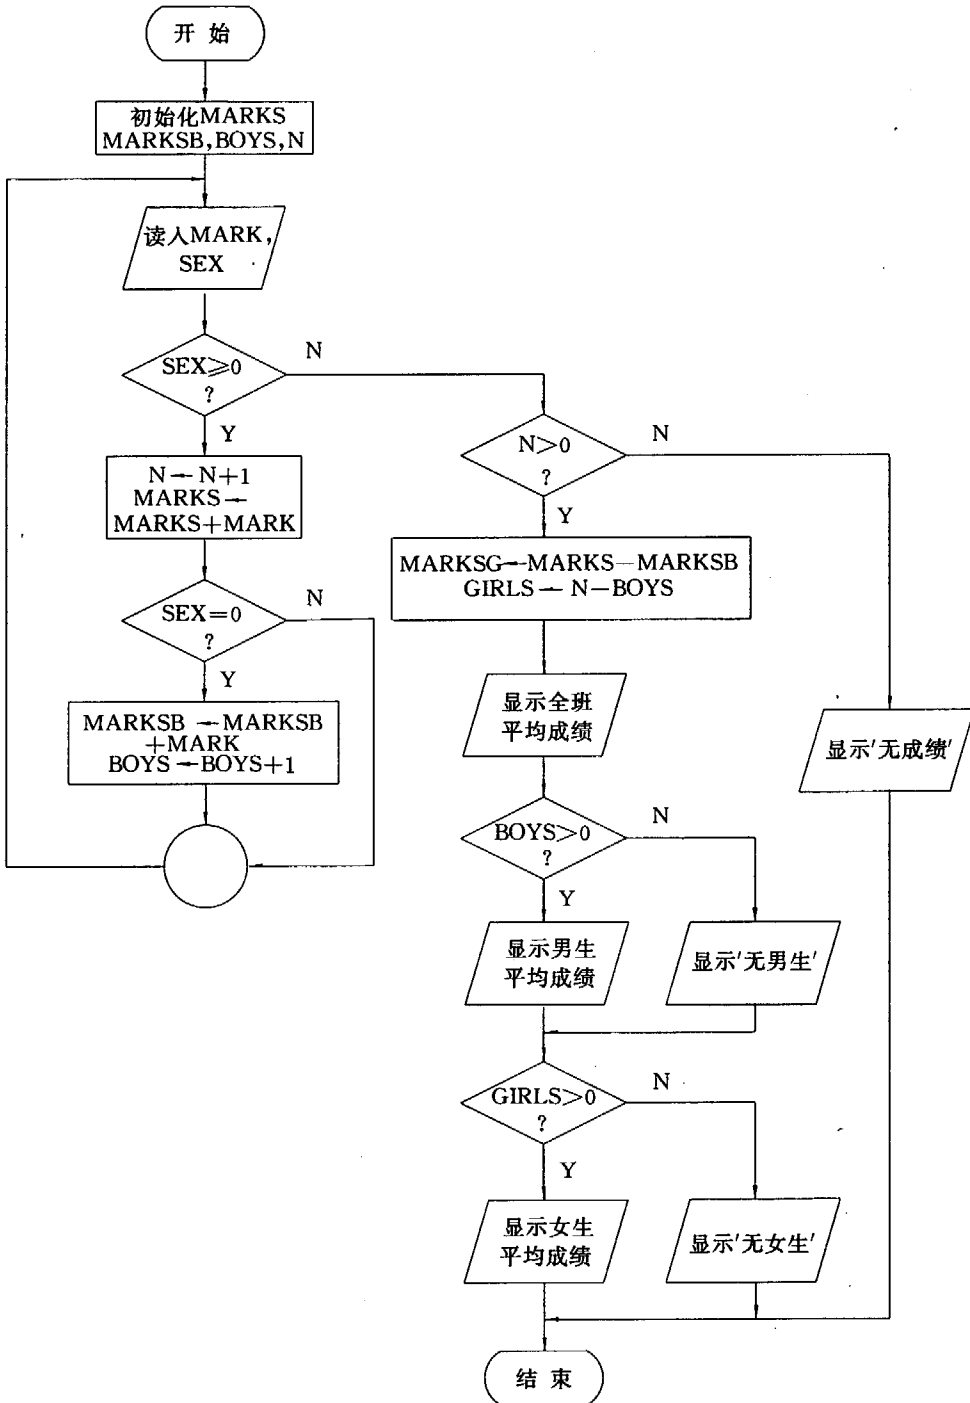 开 始
初始化MARKS
MARKSB,BOYS,N
读入MARK,
SEX
SEX⩾0
?
N
Y
N←N+1
MARKS←
MARKS+MARK
SEX=0
?
N
Y
MARKSB←MARKSB
+MARK
BOYS←BOYS+1
N>0
?
N
Y
MARKSG←MARKS−MARKSB
GIRLS←N−BOYS
显示全班
平均成绩
显示'无成绩'
BOYS>0
?
N
Y
显示男生
平均成绩
显示'无男生'
GIRLS>0
?
N
Y
显示女生
平均成绩
显示'无女生'
结 束